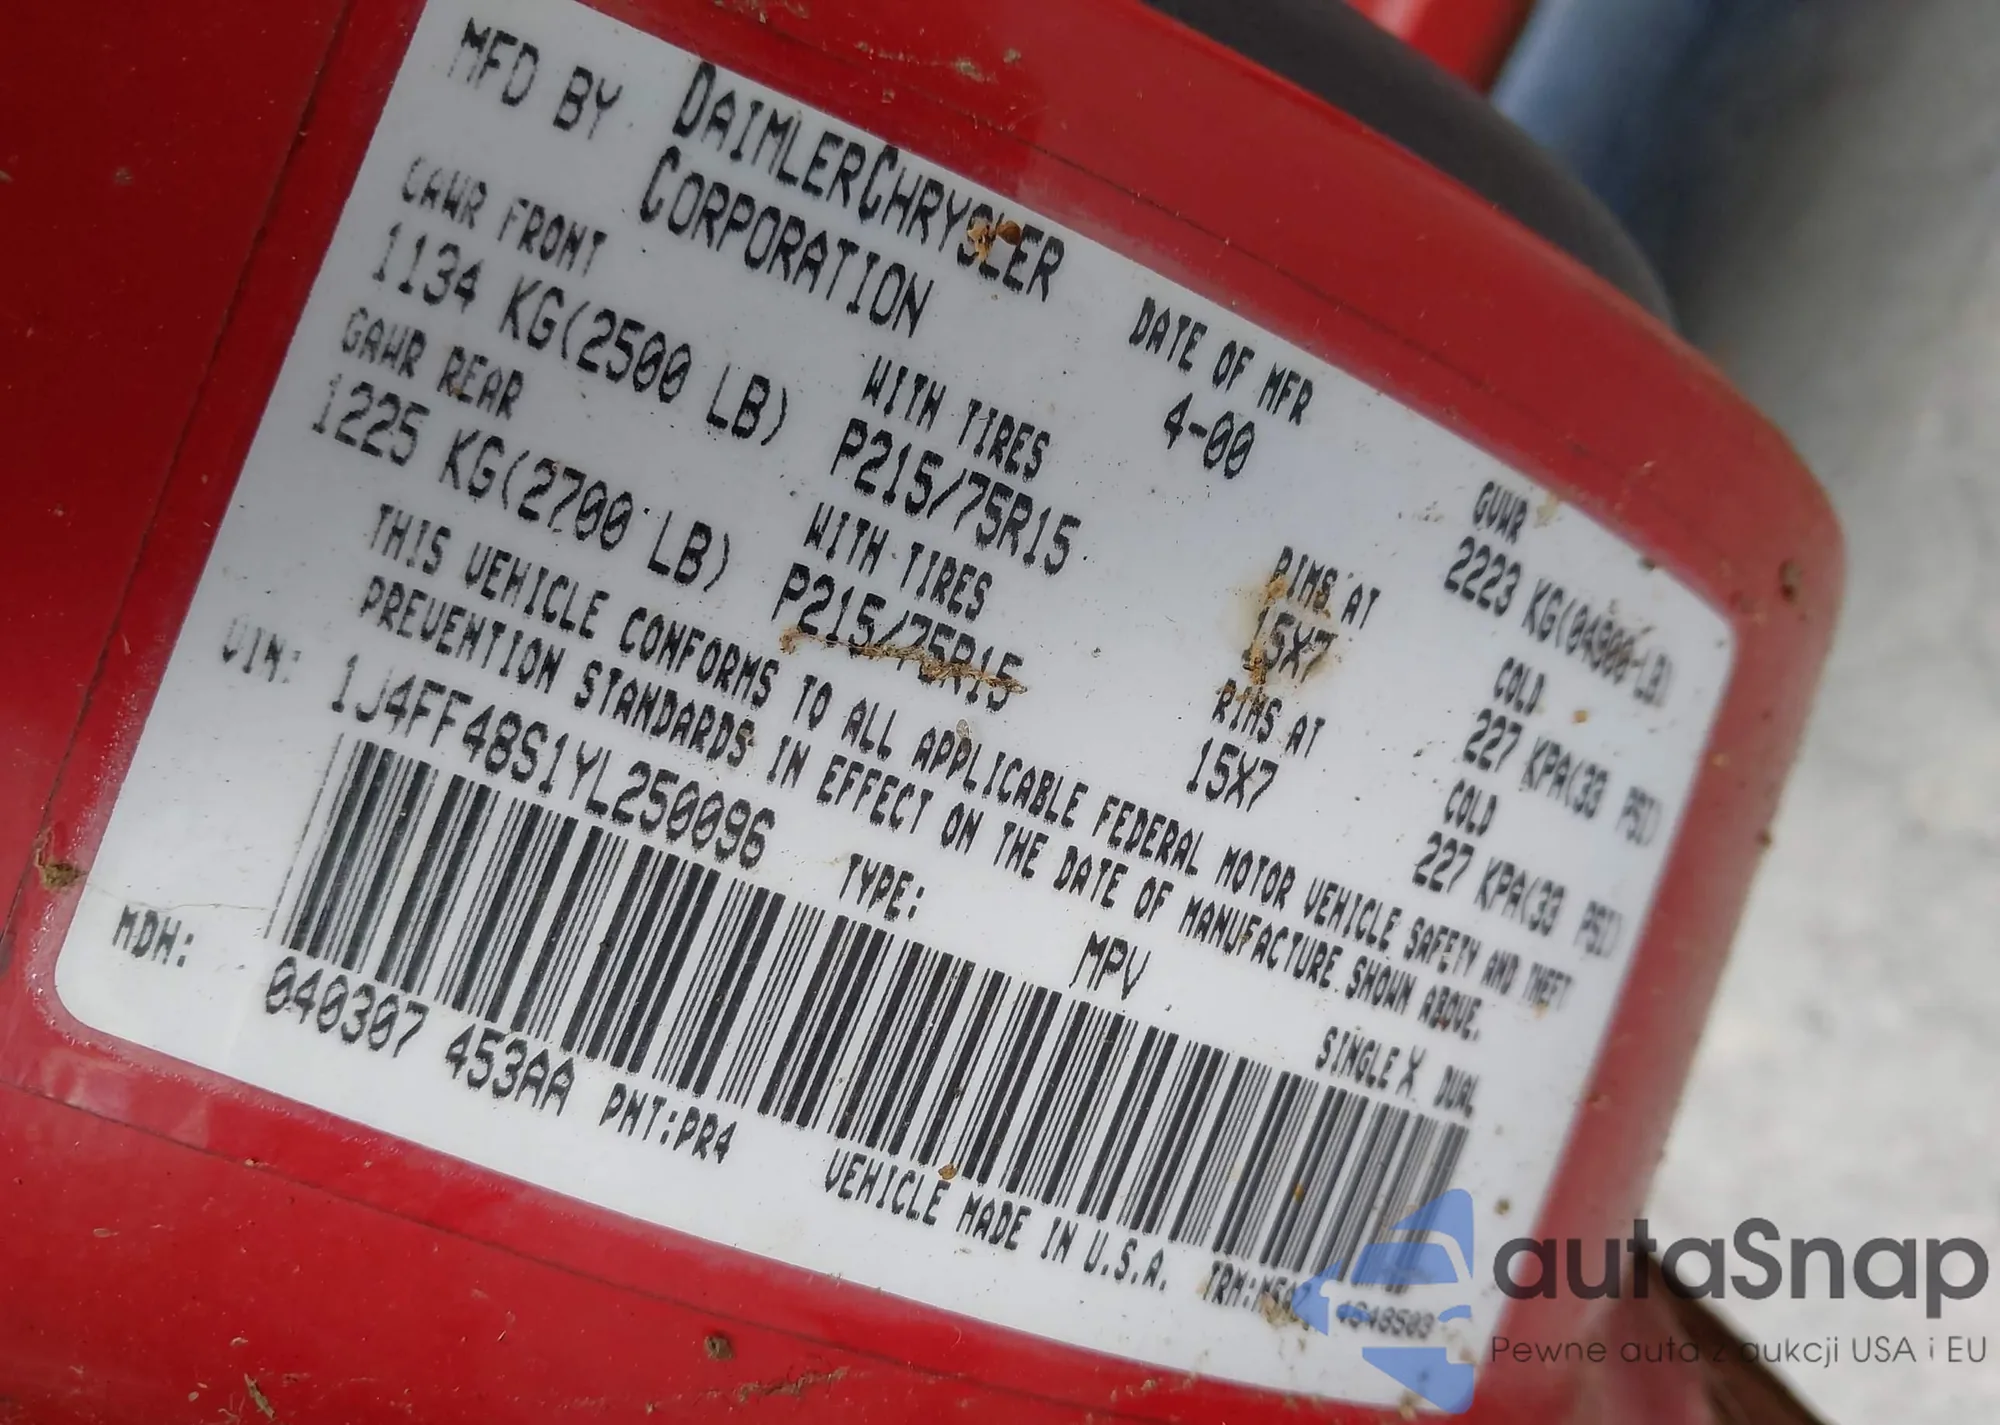 MFD BY DAIMLERCHRYSLER CORPORATION
DATE OF MFR 4-00
GVWR 2223 KG(04900 LB)
GAWR FRONT WITH TIRES RIMS AT COLD
1134 KG(2500 LB) P215/75R15 15X7 227 KPA(33 PSI)
GAWR REAR WITH TIRES RIMS AT COLD
1225 KG(2700 LB) P215/75R15 15X7 227 KPA(33 PSI)
THIS VEHICLE CONFORMS TO ALL APPLICABLE FEDERAL MOTOR VEHICLE SAFETY AND THEFT
PREVENTION STANDARDS IN EFFECT ON THE DATE OF MANUFACTURE SHOWN ABOVE.
VIN: 1J4FF48S1YL250096 TYPE: MPV SINGLE X DUAL
MDH: 040307 453AA PNT:PR4 VEHICLE MADE IN U.S.A. 4648503
autaSnap
Pewne auta z aukcji USA i EU